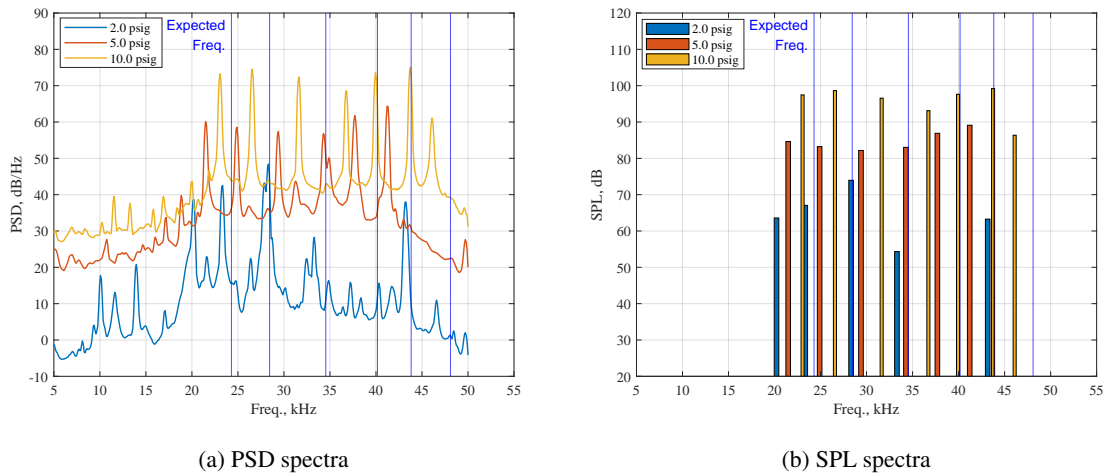 90
80
70
60
50
40
30
20
10
0
-10
PSD, dB/Hz
2.0 psig
5.0 psig
10.0 psig
Expected
Freq.
5 10 15 20 25 30 35 40 45 50 55
Freq., kHz
(a) PSD spectra
120
110
100
90
80
70
60
50
40
30
20
SPL, dB
2.0 psig
5.0 psig
10.0 psig
Expected
Freq.
5 10 15 20 25 30 35 40 45 50 55
Freq., kHz
(b) SPL spectra